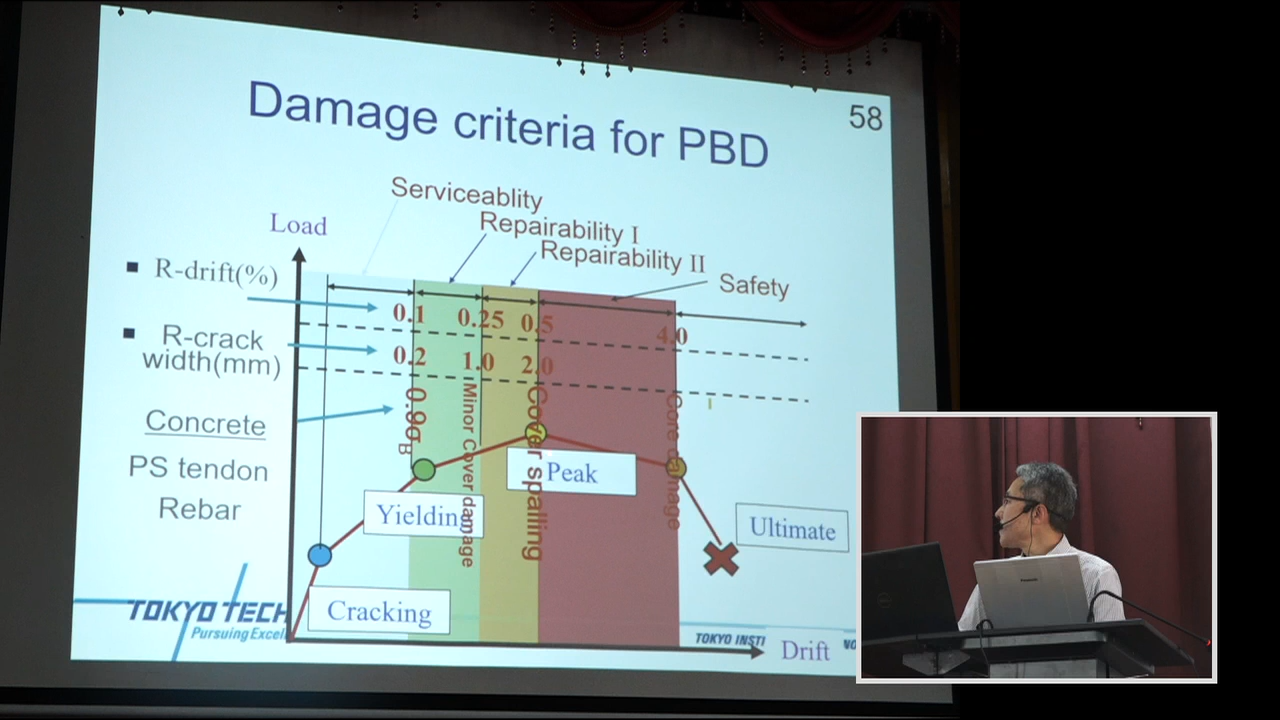 58
Damage criteria for PBD
Serviceablity
Repairability I
Repairability II
Safety
Load
R-drift(%)
0.1 0.25 0.5 4.0
R-crack
width(mm)
0.2 1.0 2.0
Concrete
0.9σB
Minor Cover damage
Cover spalling
Core damage
PS tendon
Rebar
Peak
Yielding
Ultimate
Cracking
TOKYO TECH
Pursuing Excel
TOKYO INSTI
Drift